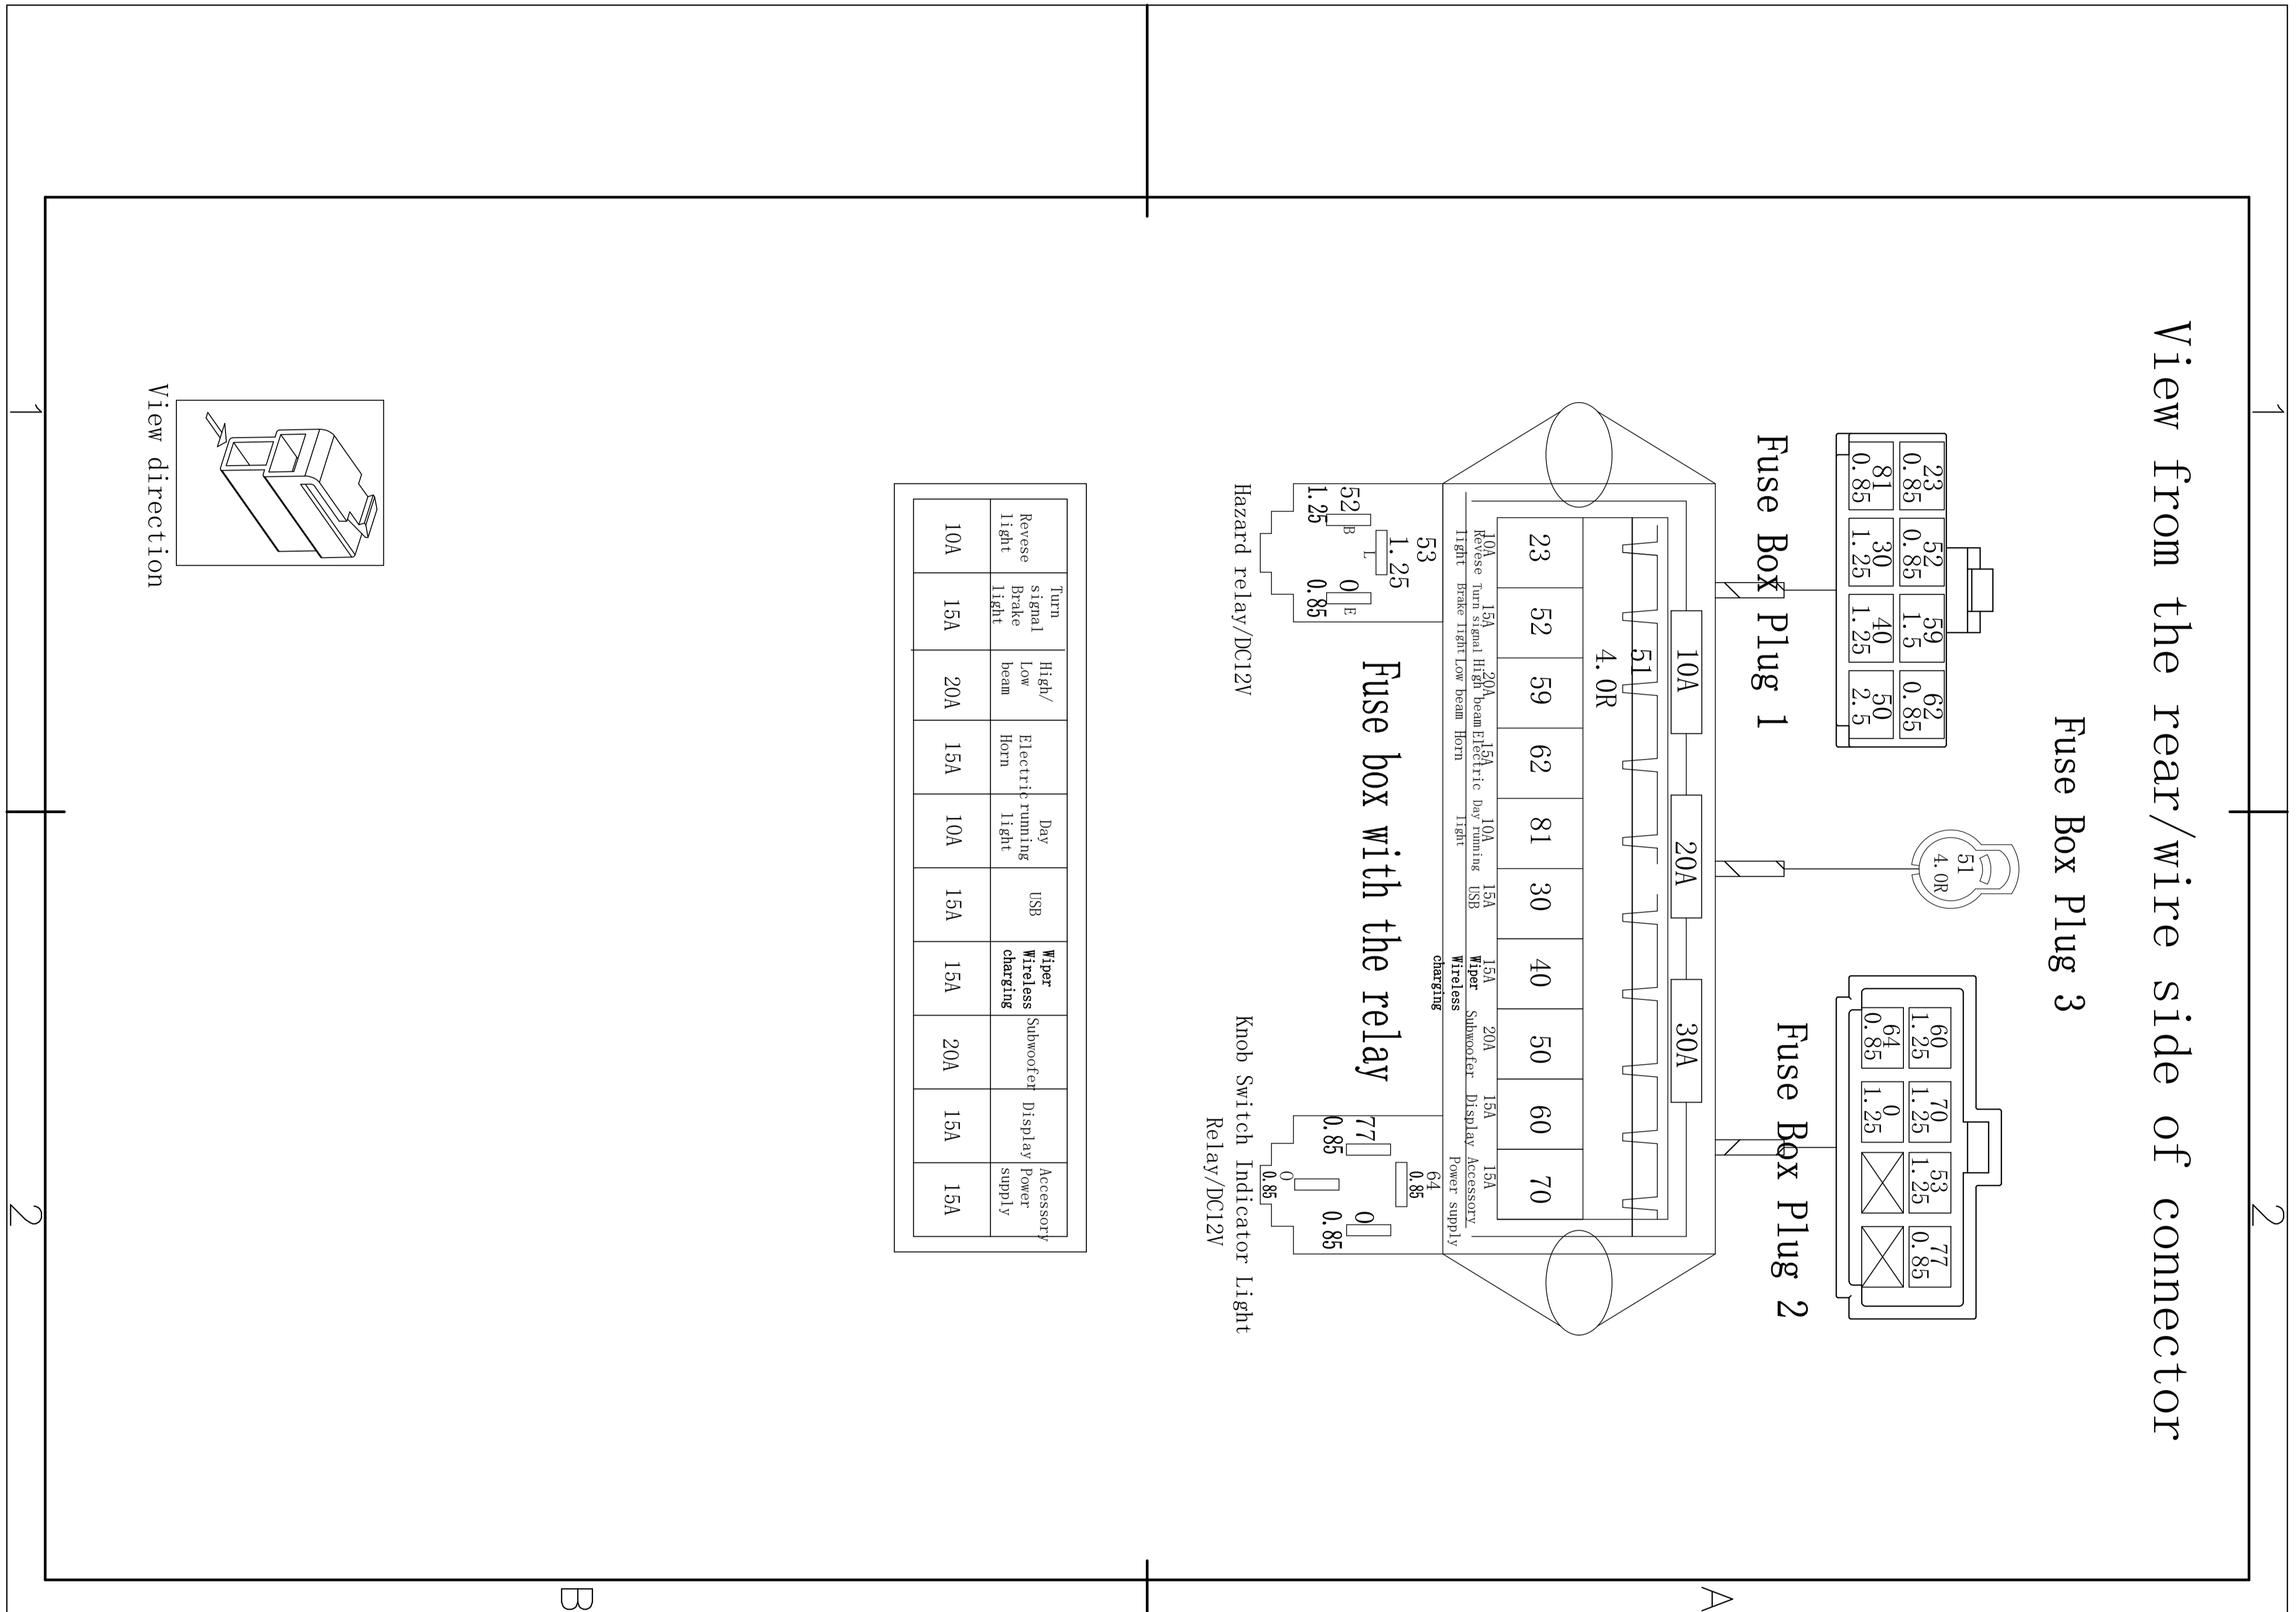 View from the rear/wire side of connector
1
2
Fuse Box Plug 3
23
0.85
52
0.85
59
1.5
62
0.85
81
0.85
30
1.25
40
1.25
50
2.5
51
4.0R
60
1.25
70
1.25
53
1.25
77
0.85
64
0.85
0
1.25
Fuse Box Plug 1
Fuse Box Plug 2
10A
20A
30A
51
4.0R
23
52
59
62
81
30
40
50
60
70
10A
Revese
light
15A
Turn signal
Brake light
20A
High beam
Low beam
15A
Electric
Horn
10A
Day running
light
15A
USB
15A
Wiper
Wireless
charging
20A
Subwoofer
15A
Display
15A
Accessory
Power supply
53
1.25
L
52
1.25
B
0
0.85
E
Hazard relay/DC12V
Fuse box with the relay
64
0.85
77
0.85
0
0.85
0
0.85
Knob Switch Indicator Light
Relay/DC12V
Revese
light
Turn
signal
Brake
light
High/
Low
beam
Electric
Horn
Day
running
light
USB
Wiper
Wireless
charging
Subwoofer
Display
Accessory
Power
supply
10A
15A
20A
15A
10A
15A
15A
20A
15A
15A
View direction
1
2
A
B